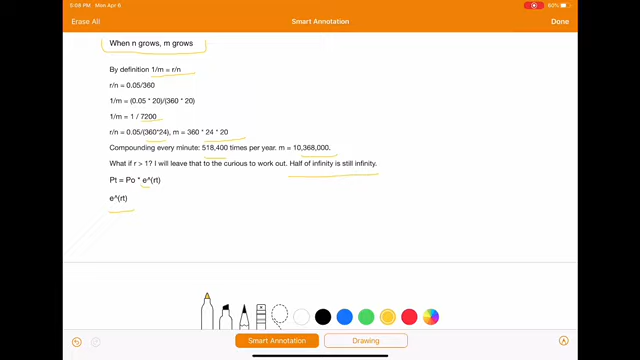 5:58 PM Mon Apr 6
60%
Erase All
Smart Annotation
Done
When n grows, m grows
By definition 1/m = r/n
r/n = 0.05/360
1/m = (0.05 * 20)/(360 * 20)
1/m = 1 / 7200
r/n = 0.05/(360*24), m = 360 * 24 * 20
Compounding every minute: 518,400 times per year. m = 10,368,000.
What if r > 1? I will leave that to the curious to work out. Half of infinity is still infinity.
Pt = Po * e^(rt)
e^(rt)
Smart Annotation
Drawing